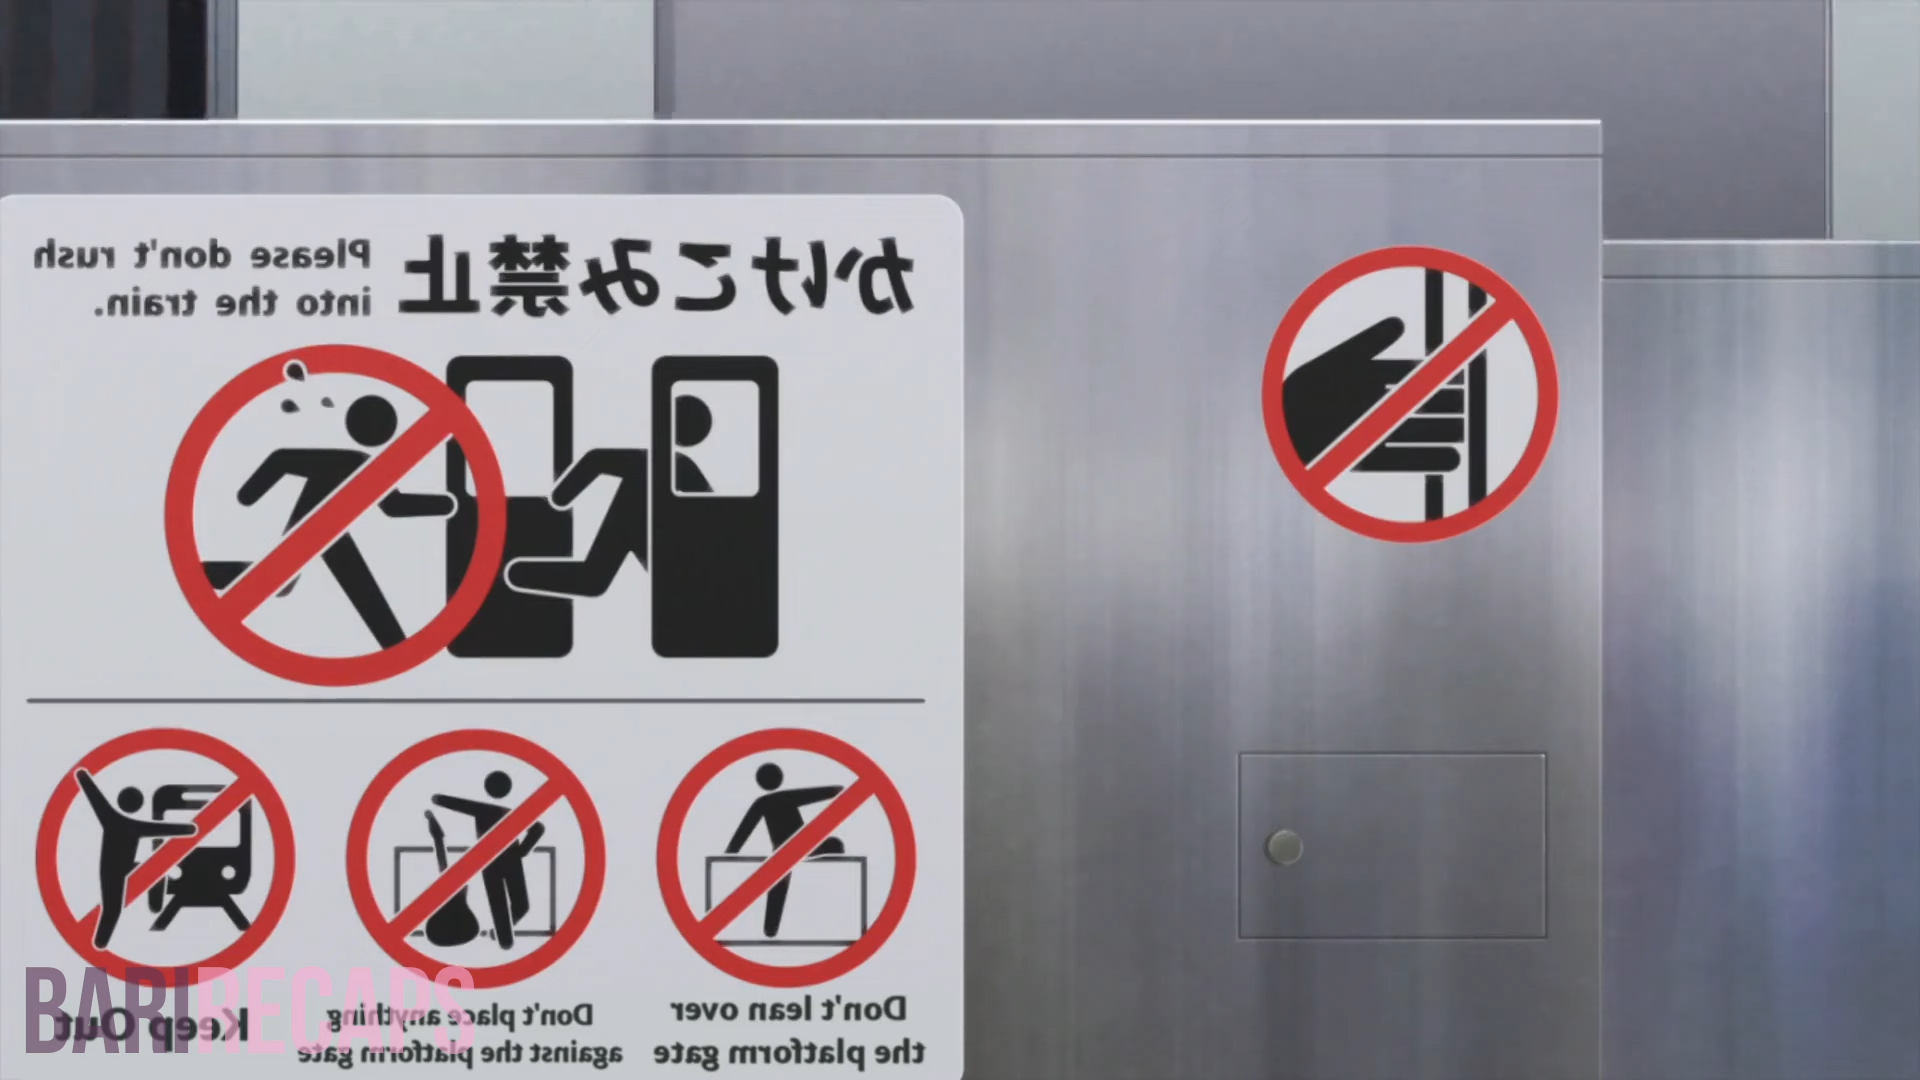 かけこみ禁止
Please don't rush
into the train.
Don't lean over
the platform gate
Don't place anything
against the platform gate
Keep Out
BARIRECAPS